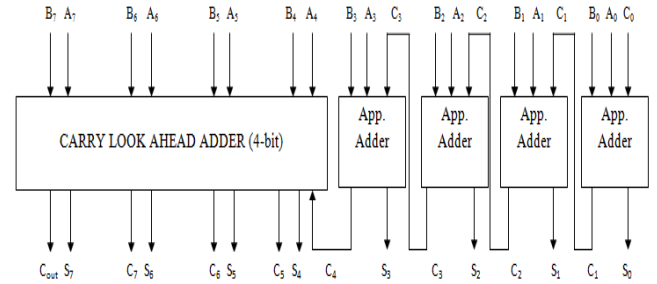 B₇ A₇ B₆ A₆ B₅ A₅ B₄ A₄ B₃ A₃ C₃ B₂ A₂ C₂ B₁ A₁ C₁ B₀ A₀ C₀
CARRY LOOK AHEAD ADDER (4-bit)
App. Adder
App. Adder
App. Adder
App. Adder
Cout S₇ C₇ S₆ C₆ S₅ C₅ S₄ C₄ S₃ C₃ S₂ C₂ S₁ C₁ S₀